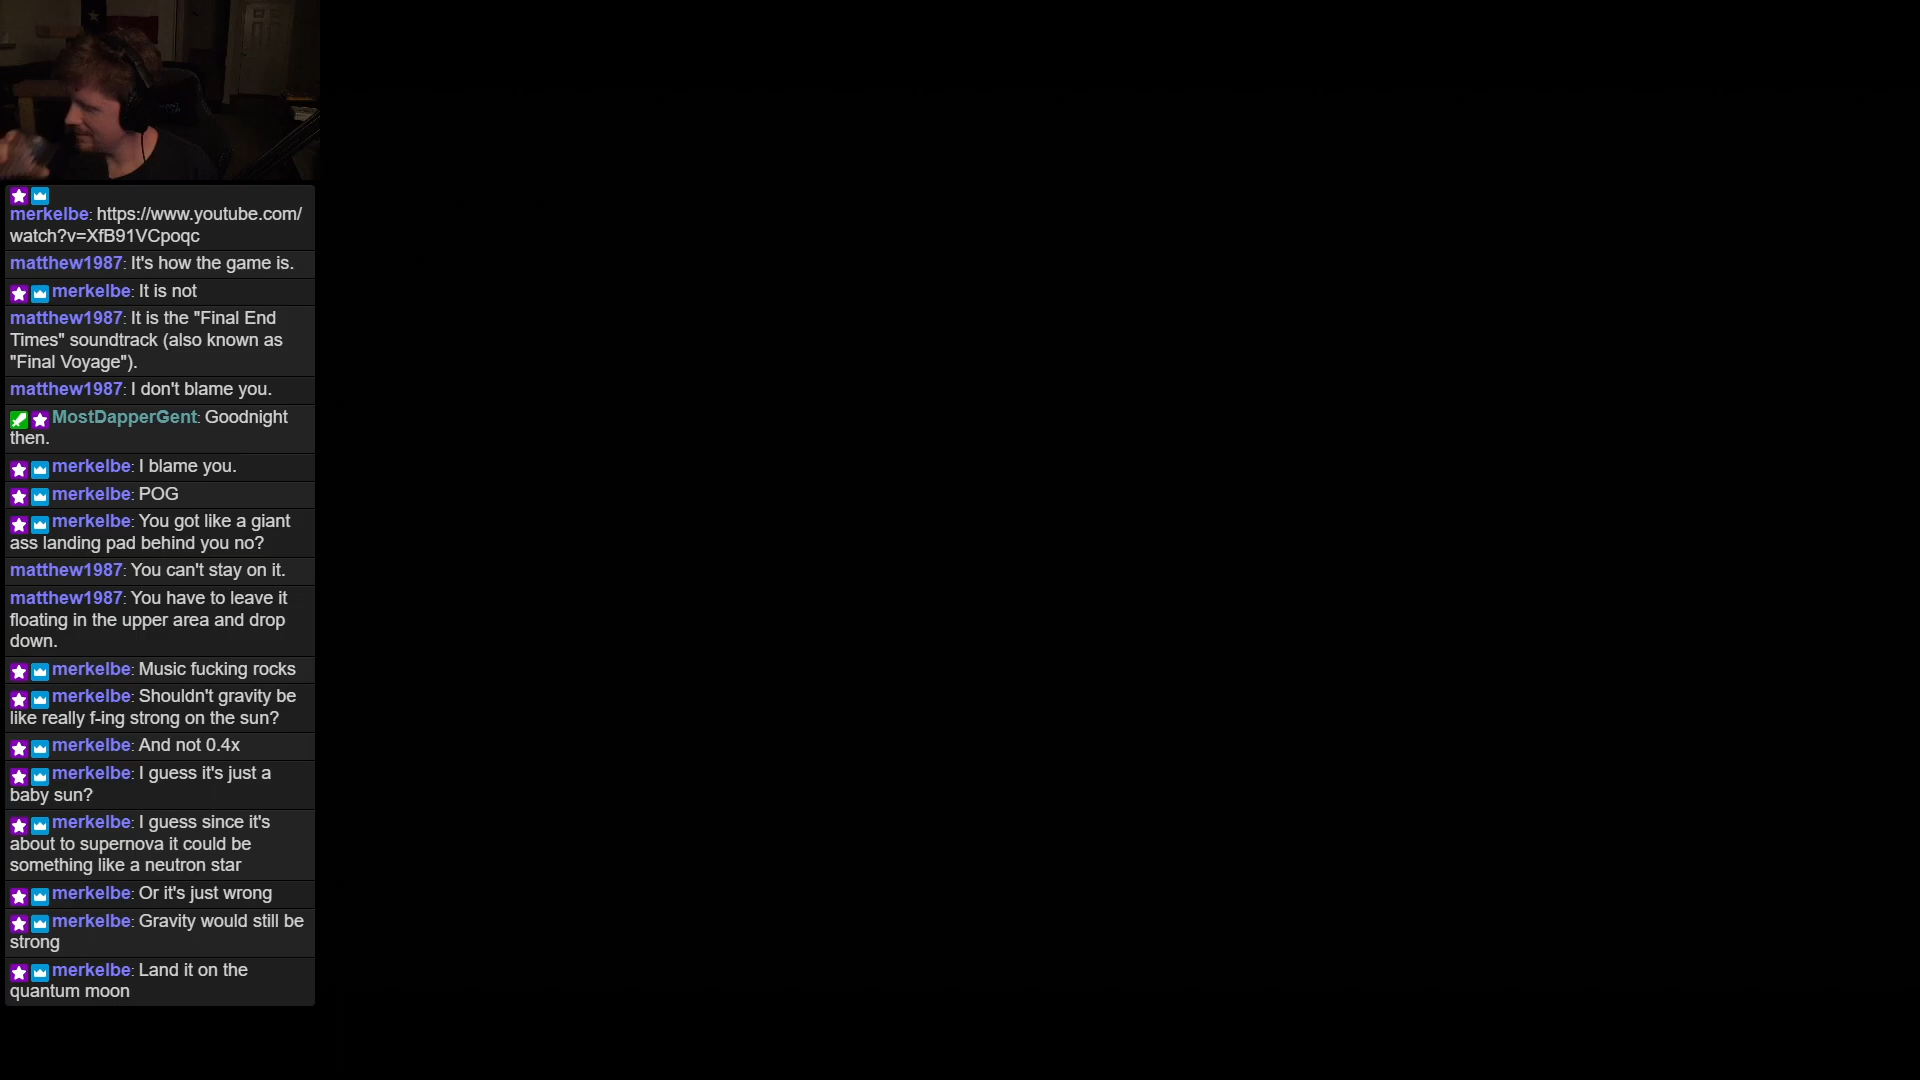 merkelbe: https://www.youtube.com/
watch?v=XfB91VCpoqc
matthew1987: It's how the game is.
merkelbe: It is not
matthew1987: It is the "Final End
Times" soundtrack (also known as
"Final Voyage").
matthew1987: I don't blame you.
MostDapperGent: Goodnight
then.
merkelbe: I blame you.
merkelbe: POG
merkelbe: You got like a giant
ass landing pad behind you no?
matthew1987: You can't stay on it.
matthew1987: You have to leave it
floating in the upper area and drop
down.
merkelbe: Music fucking rocks
merkelbe: Shouldn't gravity be
like really f-ing strong on the sun?
merkelbe: And not 0.4x
merkelbe: I guess it's just a
baby sun?
merkelbe: I guess since it's
about to supernova it could be
something like a neutron star
merkelbe: Or it's just wrong
merkelbe: Gravity would still be
strong
merkelbe: Land it on the
quantum moon